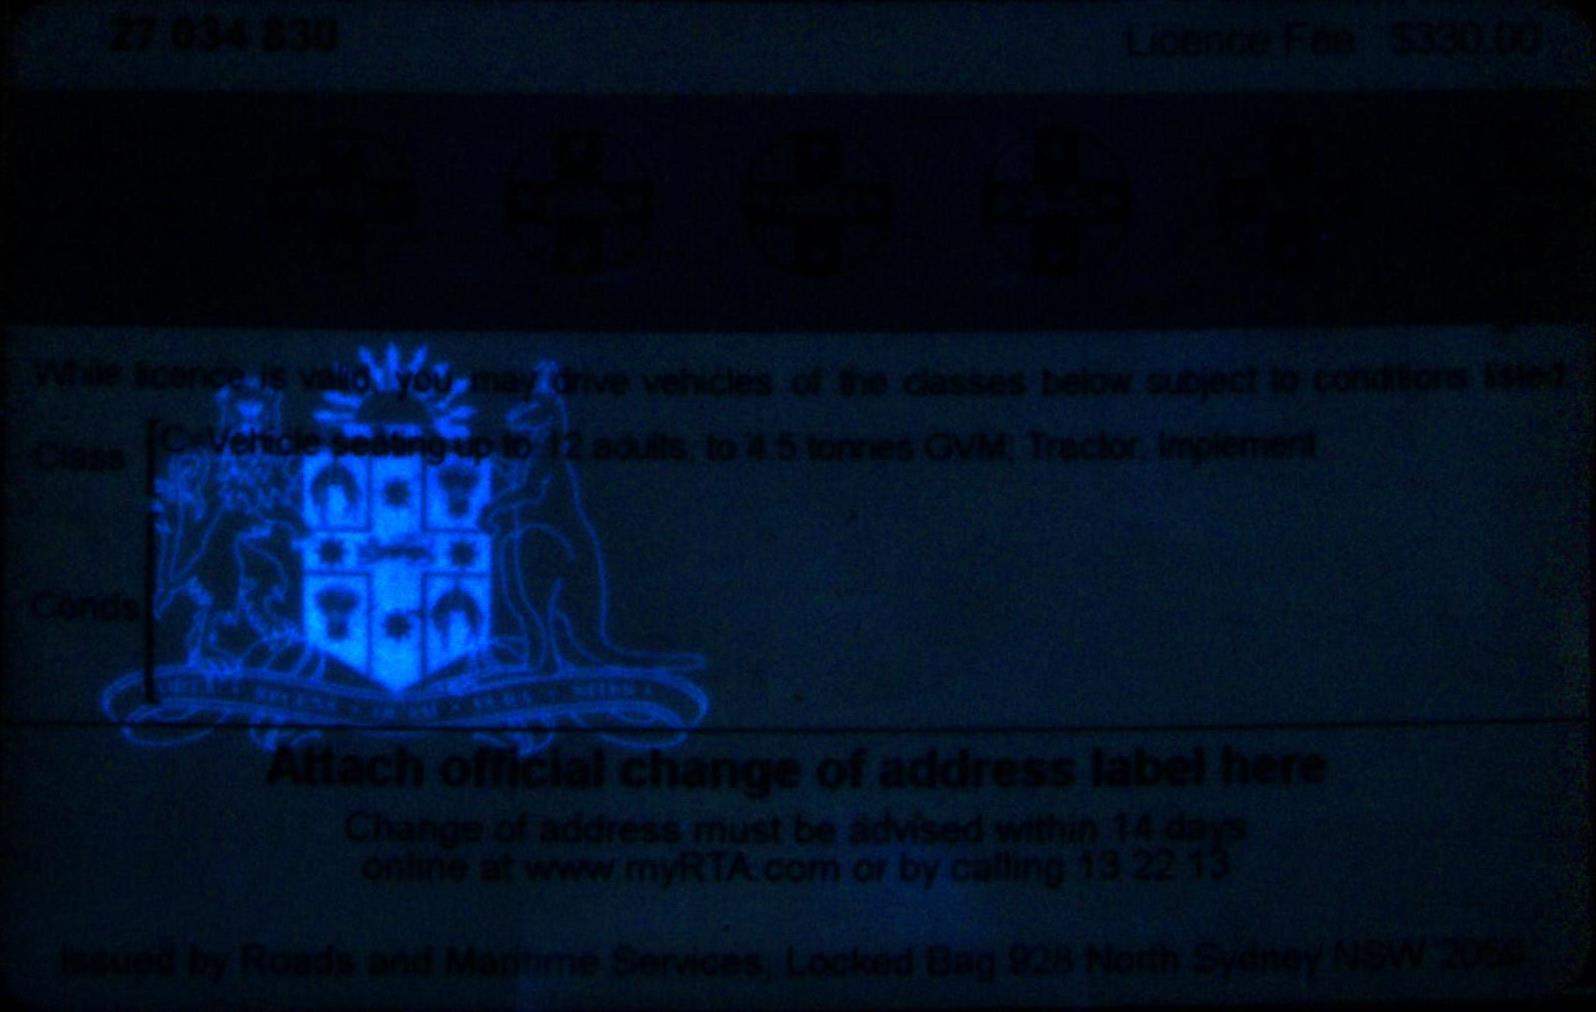 27 034 830
Licence Fee $330.00
While licence is valid, you may drive vehicles of the classes below subject to conditions listed
Class C=Vehicle seating up to 12 adults, to 4.5 tonnes GVM, Tractor, Implement
Conds
Attach official change of address label here
Change of address must be advised within 14 days
online at www.myRTA.com or by calling 13 22 13
Issued by Roads and Maritime Services, Locked Bag 928 North Sydney NSW